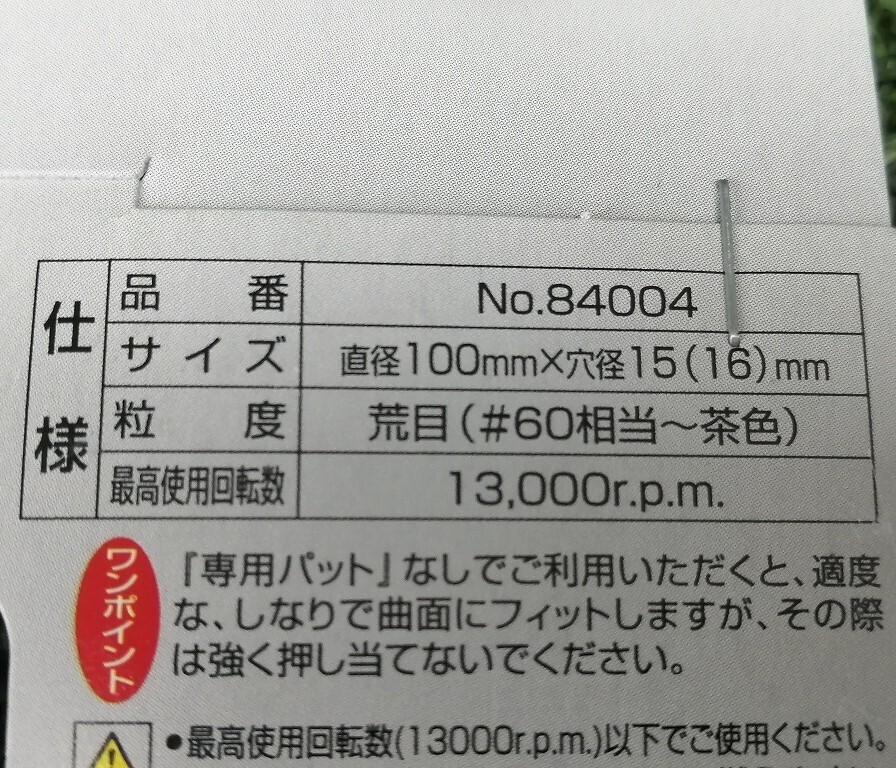 仕様
品番 No.84004
サイズ 直径100mm×穴径15(16)mm
粒度 荒目(#60相当～茶色)
最高使用回転数 13,000r.p.m.
ワンポイント
『専用パット』なしでご利用いただくと、適度
な、しなりで曲面にフィットしますが、その際
は強く押し当てないでください。
●最高使用回転数(13000r.p.m.)以下でご使用ください。